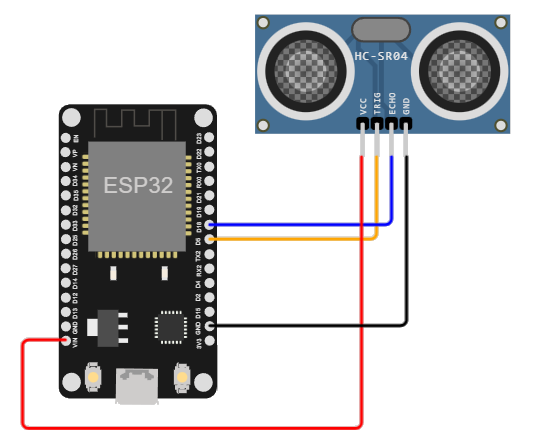 HC-SR04
VCC
TRIG
ECHO
GND
ESP32
EN
VP
VN
D34
D35
D32
D33
D25
D26
D27
D14
D12
D13
GND
VIN
D23
D22
TX0
RX0
D21
D19
D18
D5
TX2
RX2
D4
D2
D15
GND
3V3